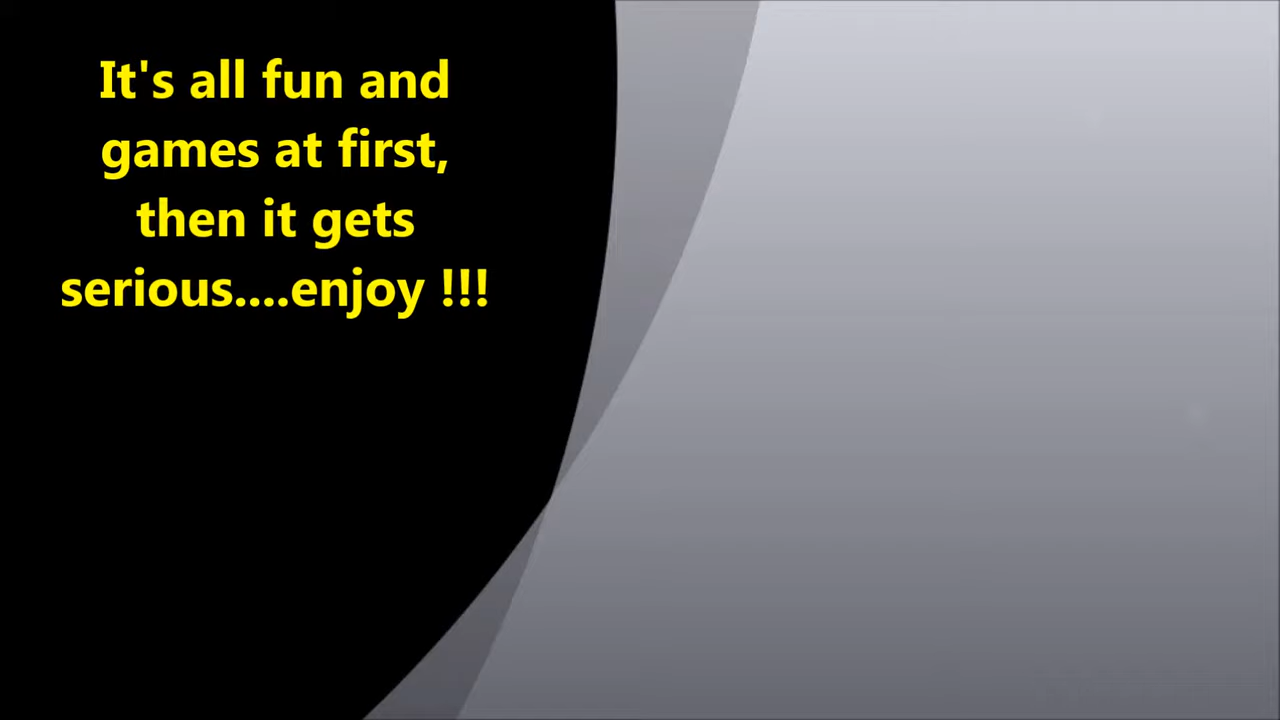 It's all fun and
games at first,
then it gets
serious....enjoy !!!